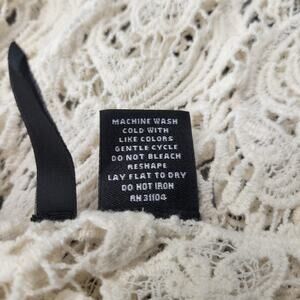 MACHINE WASH
COLD WITH
LIKE COLORS
GENTLE CYCLE
DO NOT BLEACH
RESHAPE
LAY FLAT TO DRY
DO NOT IRON
RN 31104